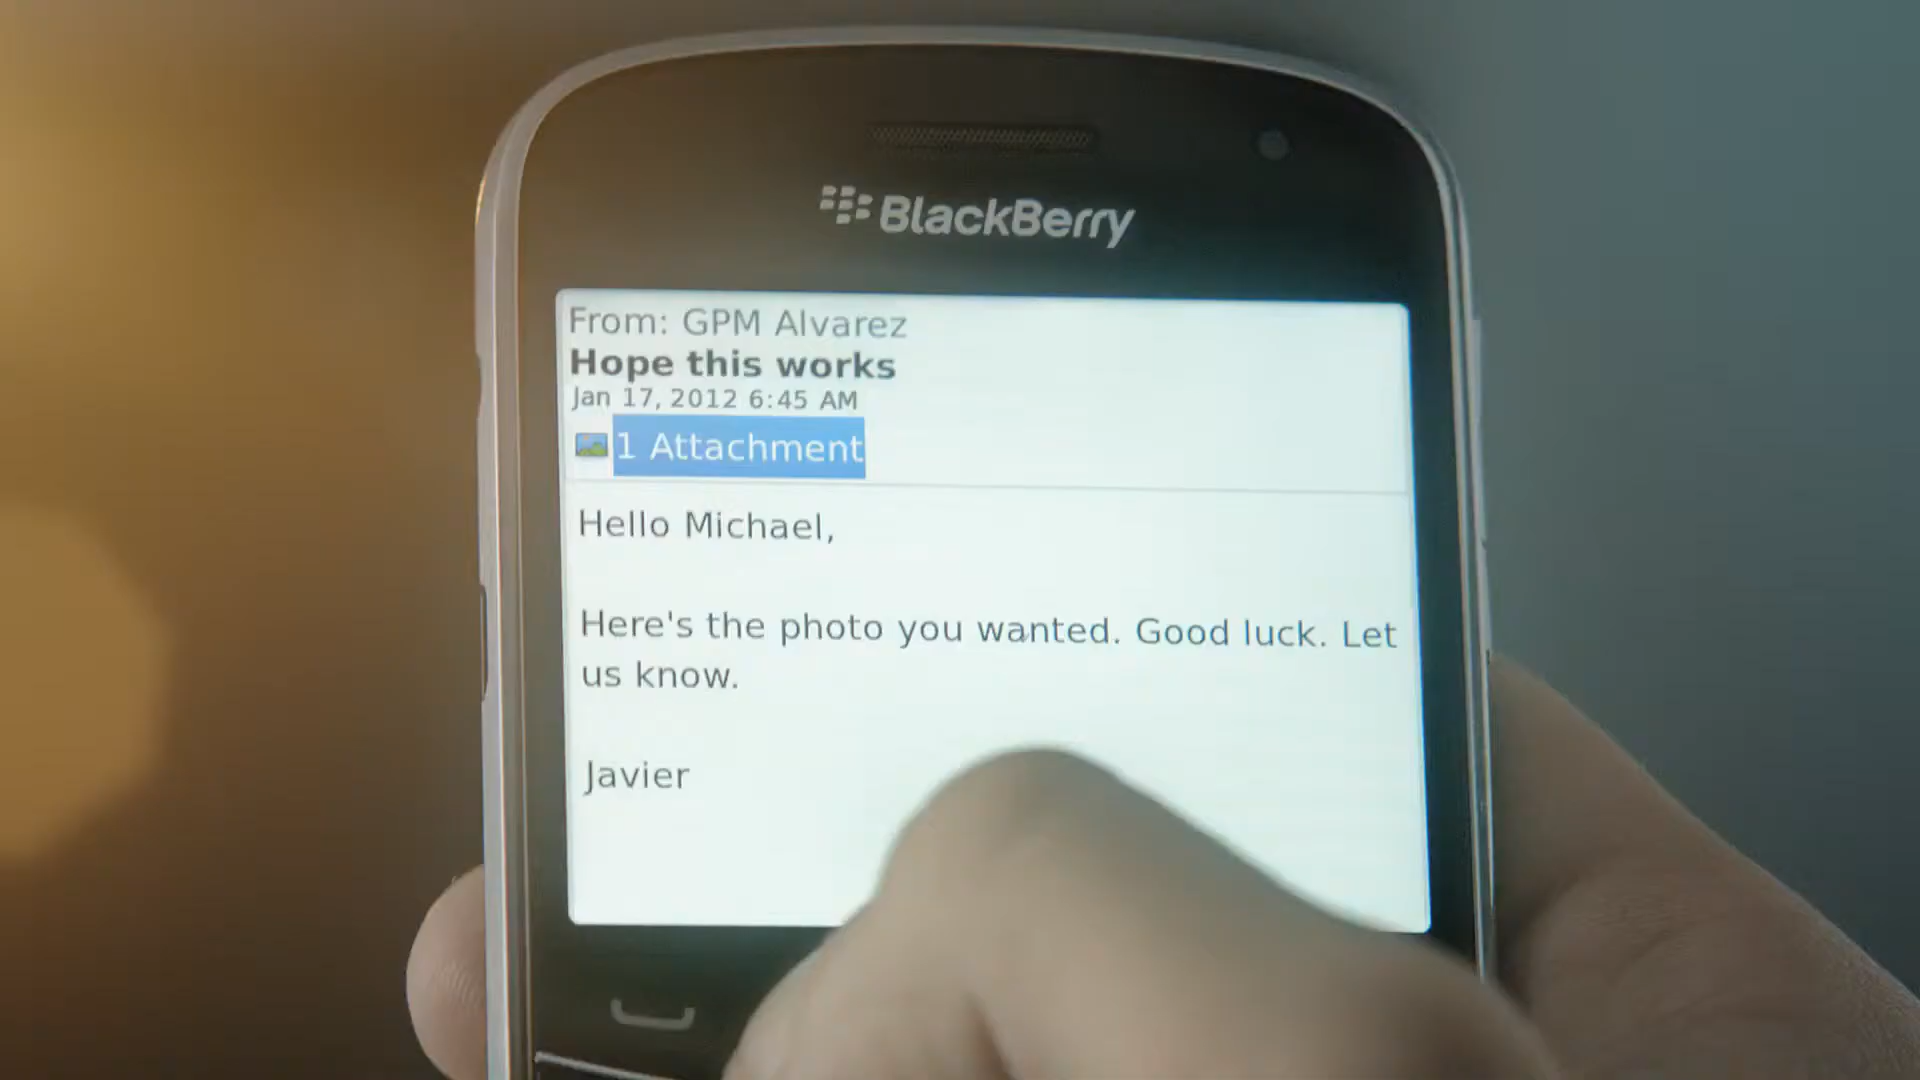 BlackBerry
From: GPM Alvarez
Hope this works
Jan 17, 2012 6:45 AM
1 Attachment
Hello Michael,
Here's the photo you wanted. Good luck. Let
us know.
Javier